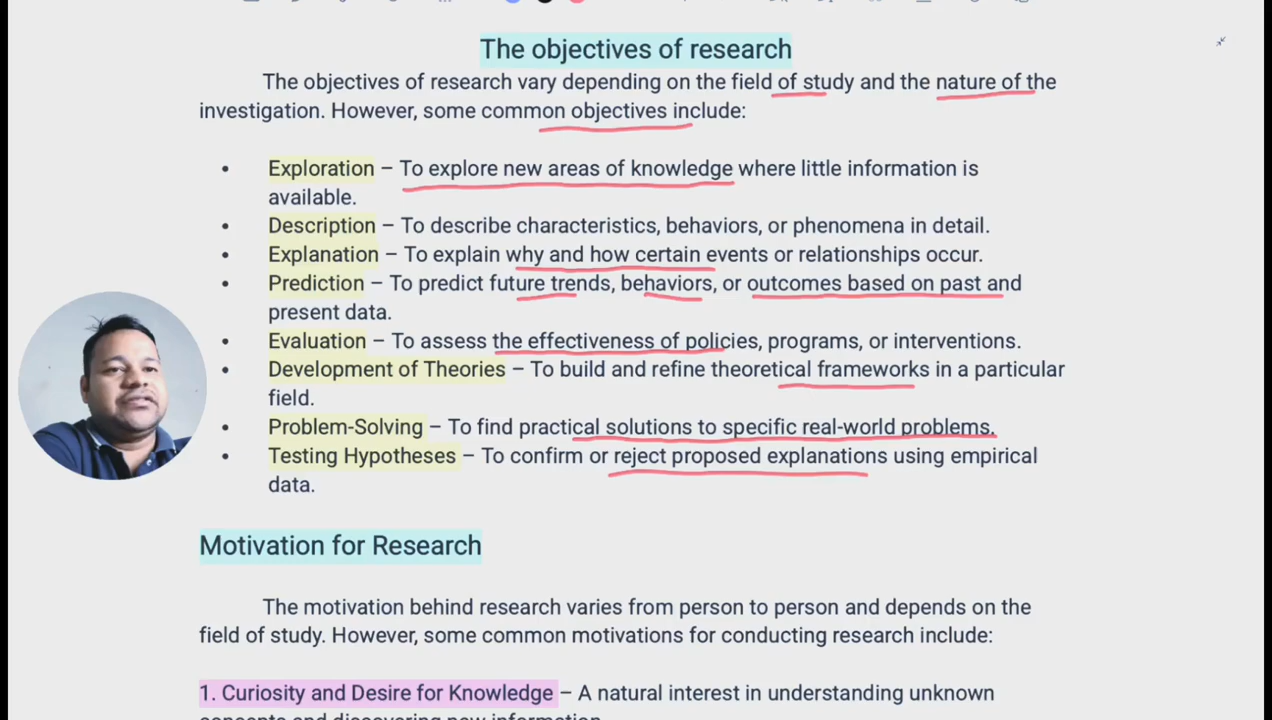 The objectives of research
The objectives of research vary depending on the field of study and the nature of the
investigation. However, some common objectives include:
• Exploration – To explore new areas of knowledge where little information is
available.
• Description – To describe characteristics, behaviors, or phenomena in detail.
• Explanation – To explain why and how certain events or relationships occur.
• Prediction – To predict future trends, behaviors, or outcomes based on past and
present data.
• Evaluation – To assess the effectiveness of policies, programs, or interventions.
• Development of Theories – To build and refine theoretical frameworks in a particular
field.
• Problem-Solving – To find practical solutions to specific real-world problems.
• Testing Hypotheses – To confirm or reject proposed explanations using empirical
data.
Motivation for Research
The motivation behind research varies from person to person and depends on the
field of study. However, some common motivations for conducting research include:
1. Curiosity and Desire for Knowledge – A natural interest in understanding unknown
concepts and discovering new information.